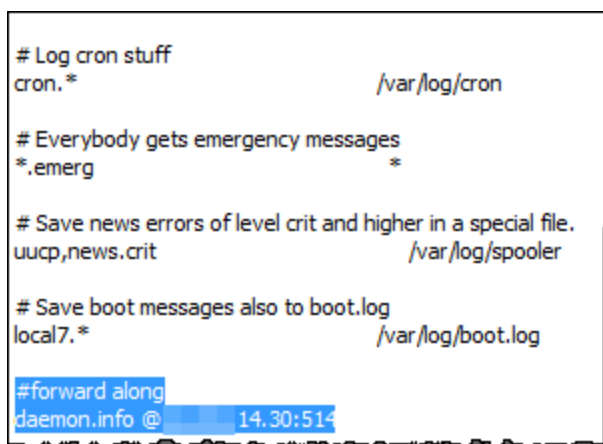 # Log cron stuff
cron.* /var/log/cron
# Everybody gets emergency messages
*.emerg *
# Save news errors of level crit and higher in a special file.
uucp,news.crit /var/log/spooler
# Save boot messages also to boot.log
local7.* /var/log/boot.log
#forward along
daemon.info @ 14.30:514